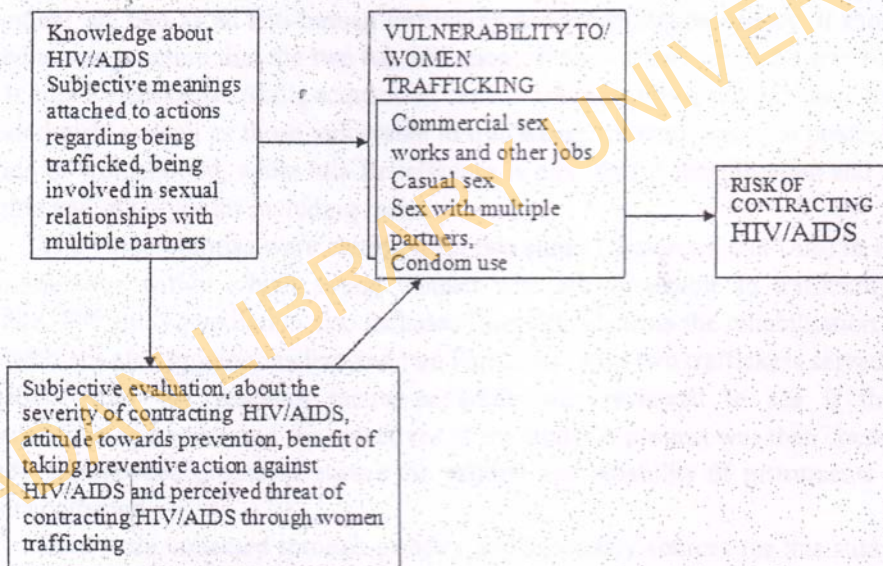 Knowledge about
HIV/AIDS
Subjective meanings
attached to actions
regarding being
trafficked, being
involved in sexual
relationships with
multiple partners
VULNERABILITY TO/
WOMEN
TRAFFICKING
Commercial sex
works and other jobs
Casual sex
Sex with multiple
partners,
Condom use
RISK OF
CONTRACTING
HIV/AIDS
Subjective evaluation, about the
severity of contracting HIV/AIDS,
attitude towards prevention, benefit of
taking preventive action against
HIV/AIDS and perceived threat of
contracting HIV/AIDS through women
trafficking
ADAN LIBRARY UNIVER